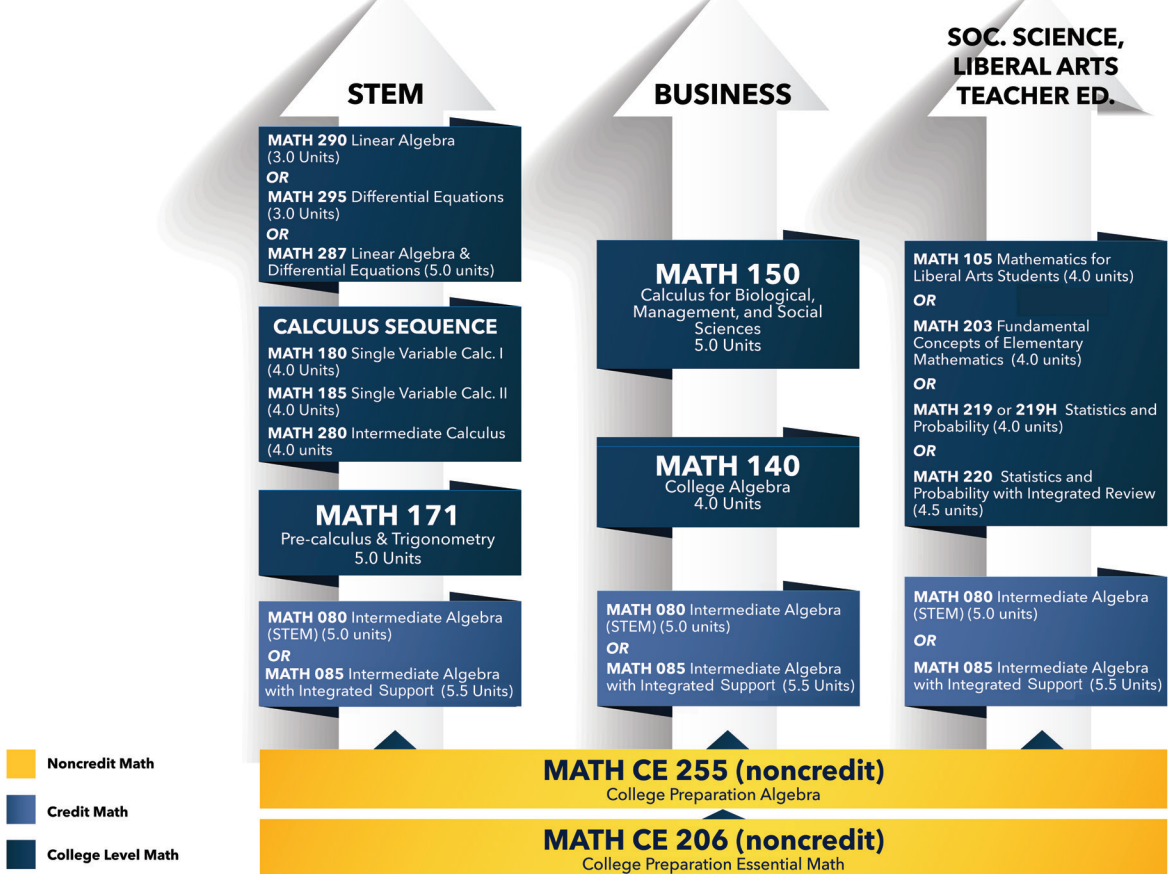 STEM
MATH 290 Linear Algebra
(3.0 Units)
OR
MATH 295 Differential Equations
(3.0 Units)
OR
MATH 287 Linear Algebra &
Differential Equations (5.0 units)
CALCULUS SEQUENCE
MATH 180 Single Variable Calc. I
(4.0 Units)
MATH 185 Single Variable Calc. II
(4.0 Units)
MATH 280 Intermediate Calculus
(4.0 units
MATH 171
Pre-calculus & Trigonometry
5.0 Units
MATH 080 Intermediate Algebra
(STEM) (5.0 units)
OR
MATH 085 Intermediate Algebra
with Integrated Support (5.5 Units)
BUSINESS
MATH 150
Calculus for Biological,
Management, and Social
Sciences
5.0 Units
MATH 140
College Algebra
4.0 Units
MATH 080 Intermediate Algebra
(STEM) (5.0 units)
OR
MATH 085 Intermediate Algebra
with Integrated Support (5.5 Units)
SOC. SCIENCE,
LIBERAL ARTS
TEACHER ED.
MATH 105 Mathematics for
Liberal Arts Students (4.0 units)
OR
MATH 203 Fundamental
Concepts of Elementary
Mathematics (4.0 units)
OR
MATH 219 or 219H Statistics and
Probability (4.0 units)
OR
MATH 220 Statistics and
Probability with Integrated Review
(4.5 units)
MATH 080 Intermediate Algebra
(STEM) (5.0 units)
OR
MATH 085 Intermediate Algebra
with Integrated Support (5.5 Units)
MATH CE 255 (noncredit)
College Preparation Algebra
MATH CE 206 (noncredit)
College Preparation Essential Math
Noncredit Math
Credit Math
College Level Math